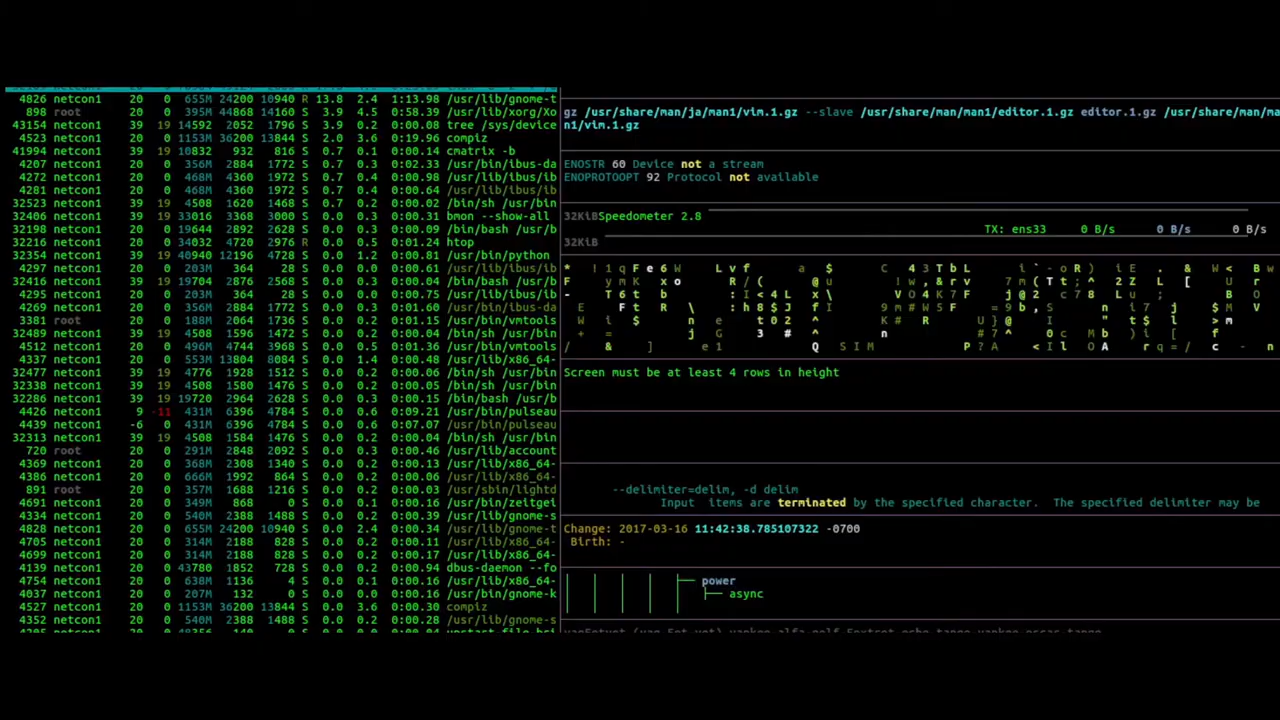 4826 netcon1 20 0 655M 24200 10940 R 13.8 2.4 1:13.98 /usr/lib/gnome-t
898 root 20 0 395M 44868 14160 S 3.9 4.5 0:58.39 /usr/lib/xorg/Xo
43154 netcon1 39 19 14592 2052 1796 S 3.9 0.2 0:00.08 tree /sys/device
4523 netcon1 20 0 1153M 36200 13844 S 2.0 3.6 0:19.96 compiz
41994 netcon1 39 19 10832 932 816 S 0.7 0.1 0:00.14 cmatrix -b
4207 netcon1 20 0 356M 2884 1772 S 0.7 0.3 0:02.33 /usr/bin/ibus-da
4272 netcon1 20 0 468M 4360 1972 S 0.7 0.4 0:00.98 /usr/lib/ibus/ib
4281 netcon1 20 0 468M 4360 1972 S 0.7 0.4 0:00.64 /usr/lib/ibus/ib
32523 netcon1 39 19 4508 1620 1468 S 0.7 0.2 0:00.02 /bin/sh /usr/bin
32406 netcon1 39 19 33016 3368 3000 S 0.0 0.3 0:00.31 bmon --show-all
32198 netcon1 39 19 19644 2892 2628 S 0.0 0.3 0:00.09 /bin/bash /usr/b
32216 netcon1 39 19 34032 4720 2976 R 0.0 0.5 0:01.24 htop
32354 netcon1 39 19 40940 12196 4728 S 0.0 1.2 0:00.81 /usr/bin/python
4297 netcon1 20 0 203M 364 28 S 0.0 0.0 0:00.61 /usr/lib/ibus/ib
32416 netcon1 39 19 19704 2876 2568 S 0.0 0.3 0:00.34 /bin/bash /usr/b
4295 netcon1 20 0 203M 364 28 S 0.0 0.0 0:00.75 /usr/lib/ibus/ib
4269 netcon1 20 0 356M 2884 1772 S 0.0 0.3 0:01.60 /usr/bin/ibus-da
3381 root 20 0 188M 2064 1736 S 0.0 0.2 0:01.15 /usr/bin/vmtools
32489 netcon1 39 19 4508 1596 1472 S 0.0 0.2 0:00.04 /bin/sh /usr/bin
4512 netcon1 20 0 496M 4744 3968 S 0.0 0.5 0:01.36 /usr/bin/vmtools
4337 netcon1 20 0 553M 13804 8084 S 0.0 1.4 0:00.48 /usr/lib/x86_64-
32477 netcon1 39 19 4776 1928 1512 S 0.0 0.2 0:00.06 /bin/sh /usr/bin
32338 netcon1 39 19 4508 1580 1476 S 0.0 0.2 0:00.05 /bin/sh /usr/bin
32286 netcon1 39 19 19720 2964 2628 S 0.0 0.3 0:00.15 /bin/bash /usr/b
4426 netcon1 9 -11 431M 6396 4784 S 0.0 0.6 0:09.21 /usr/bin/pulseau
4439 netcon1 -6 0 431M 6396 4784 S 0.0 0.6 0:07.07 /usr/bin/pulseau
32313 netcon1 39 19 4508 1584 1476 S 0.0 0.2 0:00.04 /bin/sh /usr/bin
720 root 20 0 291M 2848 2092 S 0.0 0.3 0:00.46 /usr/lib/account
4369 netcon1 20 0 368M 2308 1340 S 0.0 0.2 0:00.13 /usr/lib/x86_64-
4386 netcon1 20 0 666M 1992 864 S 0.0 0.2 0:00.06 /usr/lib/x86_64-
891 root 20 0 357M 1688 1216 S 0.0 0.2 0:00.03 /usr/sbin/lightd
4691 netcon1 20 0 349M 868 0 S 0.0 0.1 0:00.15 /usr/bin/zeitgei
4334 netcon1 20 0 540M 2388 1488 S 0.0 0.2 0:00.08 /usr/lib/gnome-s
4828 netcon1 20 0 655M 24200 10940 S 0.0 2.4 0:00.34 /usr/lib/gnome-t
4705 netcon1 20 0 314M 2188 828 S 0.0 0.2 0:00.11 /usr/lib/x86_64-
4699 netcon1 20 0 314M 2188 828 S 0.0 0.2 0:00.17 /usr/lib/x86_64-
4139 netcon1 20 0 43780 1852 728 S 0.0 0.2 0:00.94 dbus-daemon --fo
4754 netcon1 20 0 638M 1136 4 S 0.0 0.1 0:00.16 /usr/lib/x86_64-
4037 netcon1 20 0 207M 132 0 S 0.0 0.0 0:00.16 /usr/bin/gnome-k
4527 netcon1 20 0 1153M 36200 13844 S 0.0 3.6 0:00.30 compiz
4352 netcon1 20 0 540M 2388 1488 S 0.0 0.2 0:00.28 /usr/lib/gnome-s
gz /usr/share/man/ja/man1/vim.1.gz --slave /usr/share/man/man1/editor.1.gz editor.1.gz /usr/share/ma
n1/vim.1.gz
ENOSTR 60 Device not a stream
ENOPROTOOPT 92 Protocol not available
32KiB Speedometer 2.8
TX: ens33 0 B/s 0 B/s 0 B/s
32KiB
Screen must be at least 4 rows in height
--delimiter=delim, -d delim
Input items are terminated by the specified character. The specified delimiter may be
Change: 2017-03-16 11:42:38.785107322 -0700
Birth: -
power
async